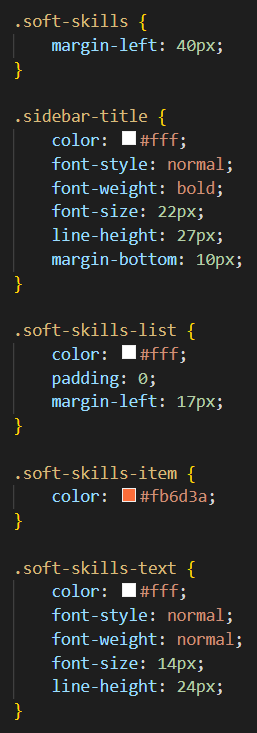 .soft-skills {
    margin-left: 40px;
}

.sidebar-title {
    color: #fff;
    font-style: normal;
    font-weight: bold;
    font-size: 22px;
    line-height: 27px;
    margin-bottom: 10px;
}

.soft-skills-list {
    color: #fff;
    padding: 0;
    margin-left: 17px;
}

.soft-skills-item {
    color: #fb6d3a;
}

.soft-skills-text {
    color: #fff;
    font-style: normal;
    font-weight: normal;
    font-size: 14px;
    line-height: 24px;
}